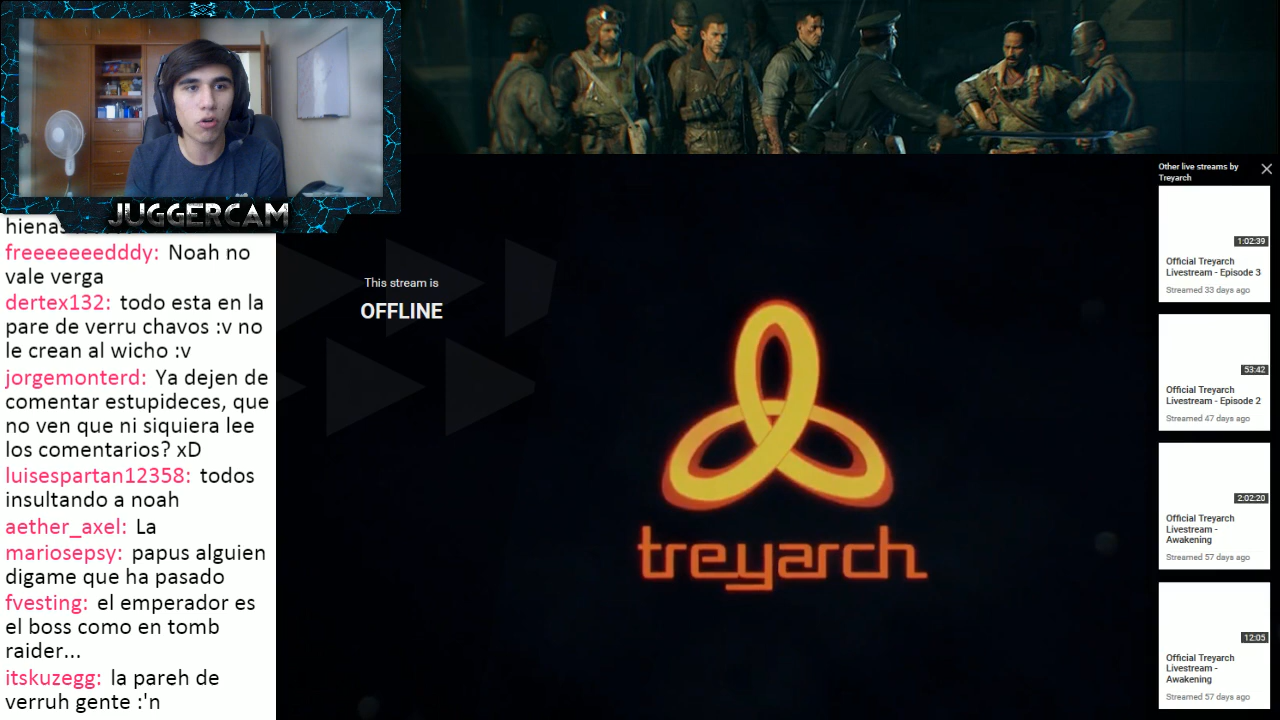 JUGGERCAM
hienas
freeeeeeedddy: Noah no
vale verga
dertex132: todo esta en la
pare de verru chavos :v no
le crean al wicho :v
jorgemonterd: Ya dejen de
comentar estupideces, que
no ven que ni siquiera lee
los comentarios? xD
luisespartan12358: todos
insultando a noah
aether_axel: La
mariosepsy: papus alguien
digame que ha pasado
fvesting: el emperador es
el boss como en tomb
raider...
itskuzegg: la pareh de
verruh gente :'n
This stream is
OFFLINE
treyarch
Other live streams by
Treyarch
1:02:39
Official Treyarch
Livestream - Episode 3
Streamed 33 days ago
53:42
Official Treyarch
Livestream - Episode 2
Streamed 47 days ago
2:02:20
Official Treyarch
Livestream -
Awakening
Streamed 57 days ago
12:05
Official Treyarch
Livestream -
Awakening
Streamed 57 days ago